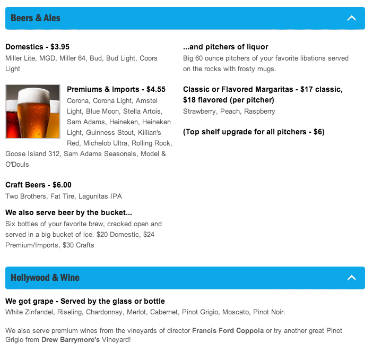 Beers & Ales
Domestics - $3.95
Miller Lite, MGD, Miller 64, Bud, Bud Light, Coors
Light
Premiums & Imports - $4.55
Corona, Corona Light, Amstel
Light, Blue Moon, Stella Artois,
Sam Adams, Heineken, Heineken
Light, Guinness Stout, Killian's
Red, Michelob Ultra, Rolling Rock,
Goose Island 312, Sam Adams Seasonals, Model &
O'Douls
Craft Beers - $6.00
Two Brothers, Fat Tire, Lagunitas IPA
We also serve beer by the bucket...
Six bottles of your favorite brew, cracked open and
served in a big bucket of ice. $20 Domestic, $24
Premium/Imports, $30 Crafts
...and pitchers of liquor
Big 60 ounce pitchers of your favorite libations served
on the rocks with frosty mugs.
Classic or Flavored Margaritas - $17 classic,
$18 flavored (per pitcher)
Strawberry, Peach, Raspberry
(Top shelf upgrade for all pitchers - $6)
Hollywood & Wine
We got grape - Served by the glass or bottle
White Zinfandel, Riseling, Chardonnay, Merlot, Cabernet, Pinot Grigio, Moscato, Pinot Noir.
We also serve premium wines from the vineyards of director Francis Ford Coppola or try another great Pinot
Grigio from Drew Barrymore's Vineyard!